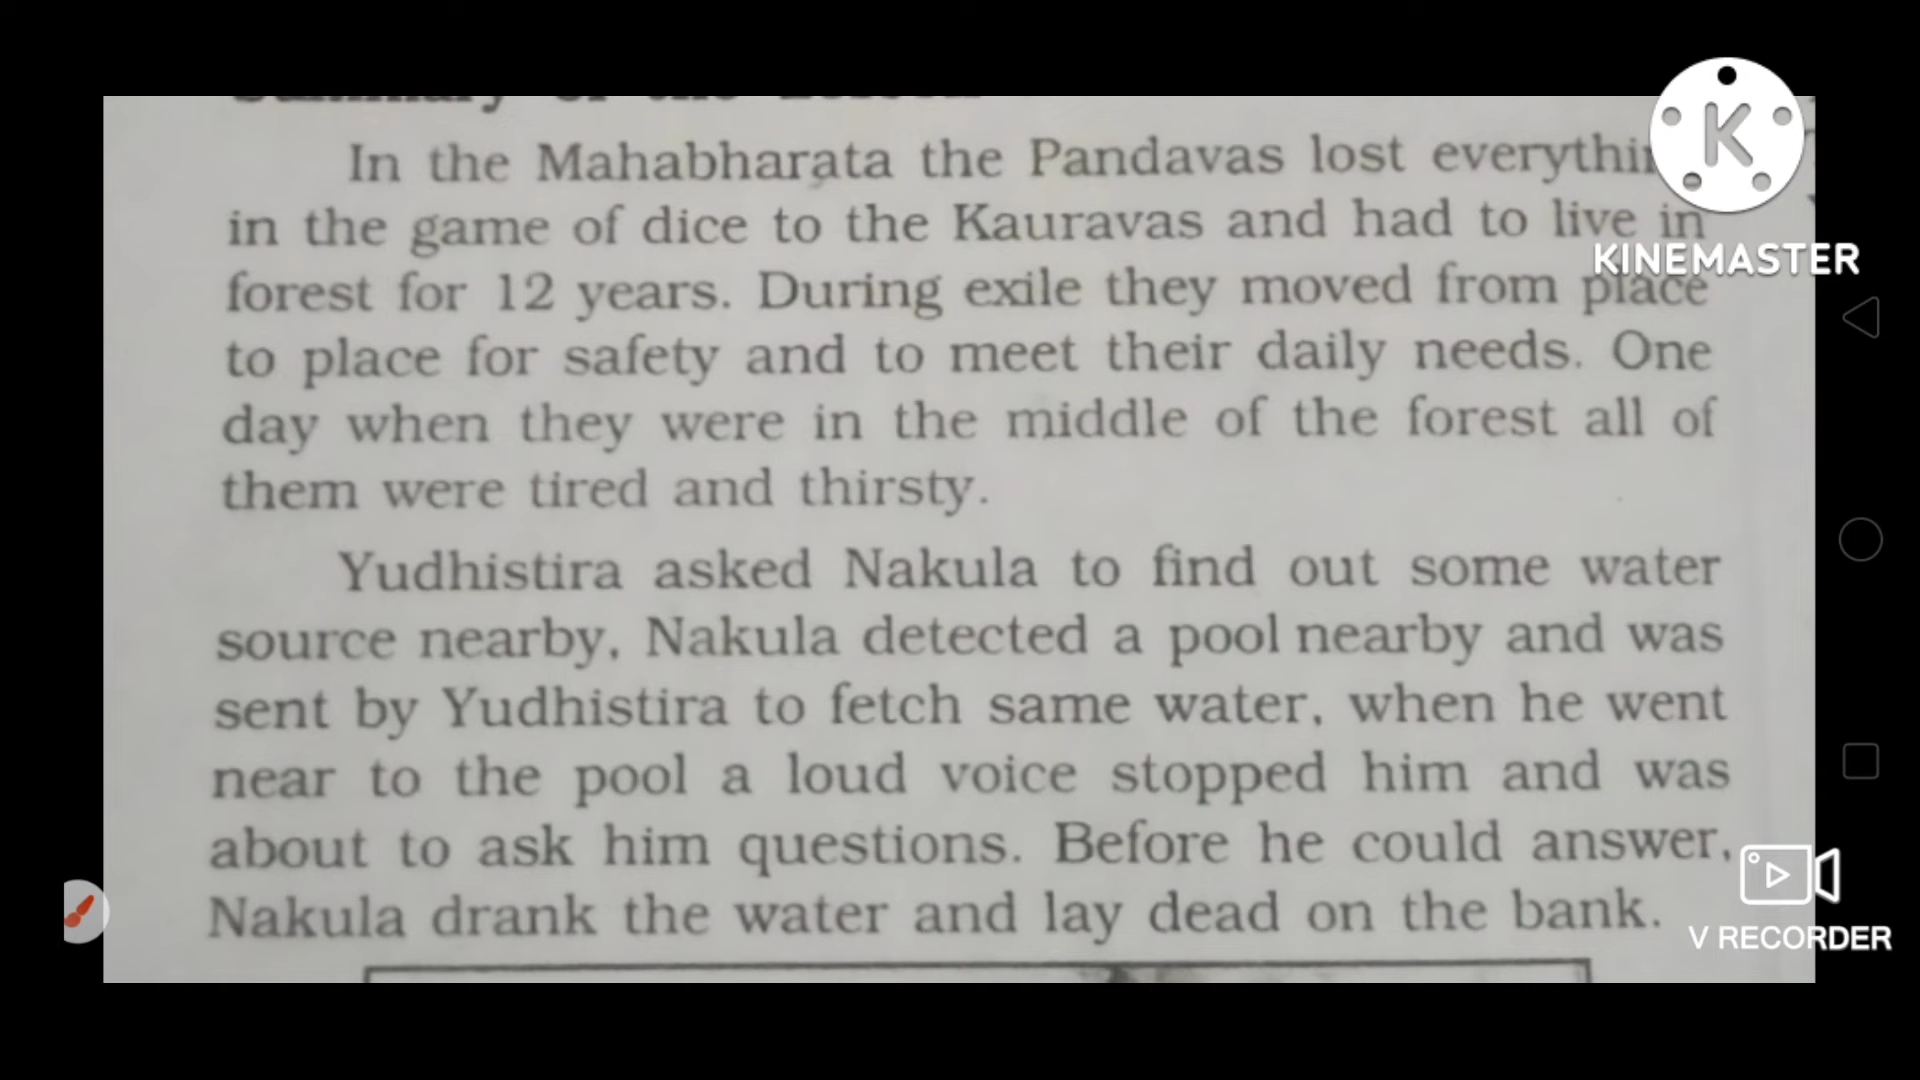 Summary of the Lesson
In the Mahabharata the Pandavas lost everythin
in the game of dice to the Kauravas and had to live in
forest for 12 years. During exile they moved from place
to place for safety and to meet their daily needs. One
day when they were in the middle of the forest all of
them were tired and thirsty.
Yudhistira asked Nakula to find out some water
source nearby, Nakula detected a pool nearby and was
sent by Yudhistira to fetch same water, when he went
near to the pool a loud voice stopped him and was
about to ask him questions. Before he could answer,
Nakula drank the water and lay dead on the bank.
K
KINEMASTER
V RECORDER